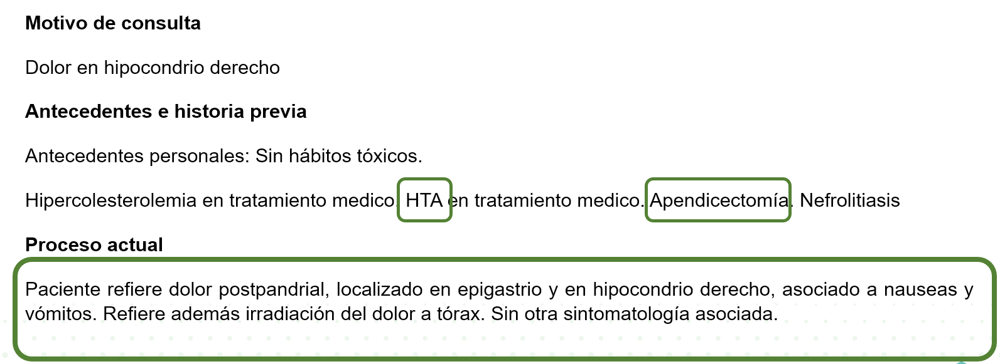 Motivo de consulta
Dolor en hipocondrio derecho
Antecedentes e historia previa
Antecedentes personales: Sin hábitos tóxicos.
Hipercolesterolemia en tratamiento medico. HTA en tratamiento medico. Apendicectomía. Nefrolitiasis
Proceso actual
Paciente refiere dolor postpandrial, localizado en epigastrio y en hipocondrio derecho, asociado a nauseas y
vómitos. Refiere además irradiación del dolor a tórax. Sin otra sintomatología asociada.